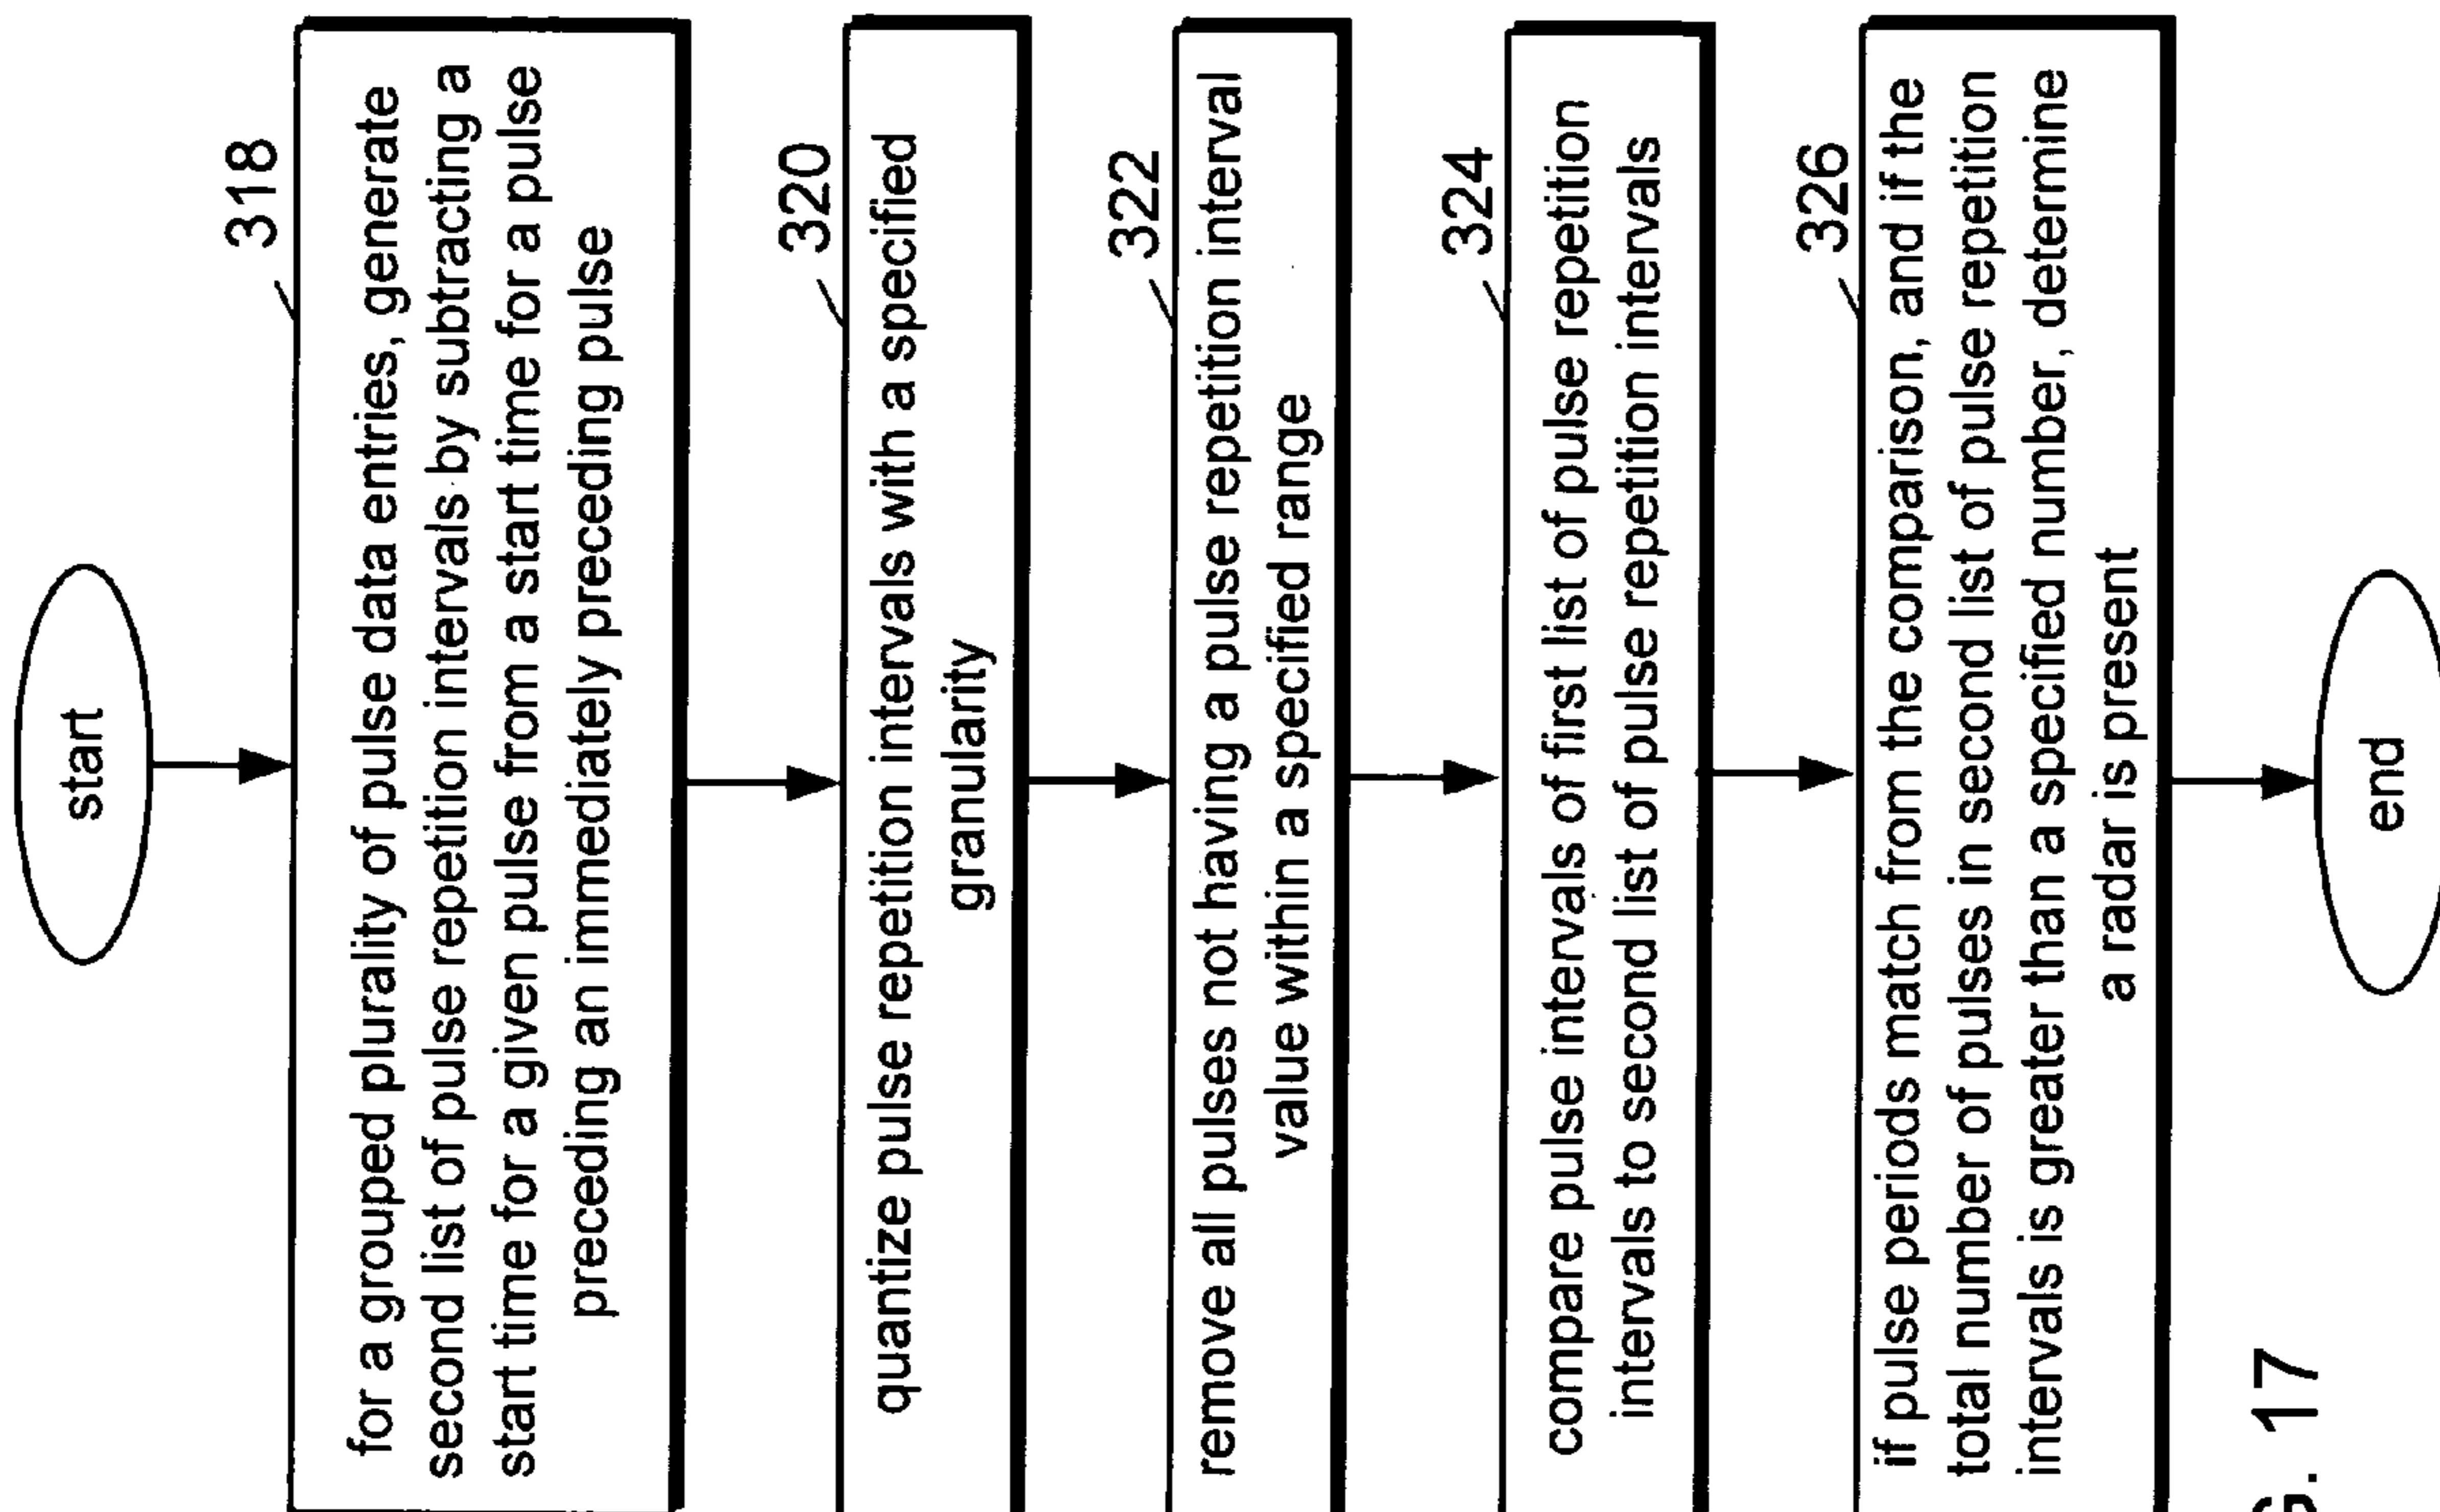 start
318
for a grouped plurality of pulse data entries, generate
second list of pulse repetition intervals by subtracting a
start time for a given pulse from a start time for a pulse
preceding an immediately preceding pulse
320
quantize pulse repetition intervals with a specified
granularity
322
remove all pulses not having a pulse repetition interval
value within a specified range
324
compare pulse intervals of first list of pulse repetition
intervals to second list of pulse repetition intervals
326
if pulse periods match from the comparison, and if the
total number of pulses in second list of pulse repetition
intervals is greater than a specified number, determine
a radar is present
end
G. 17